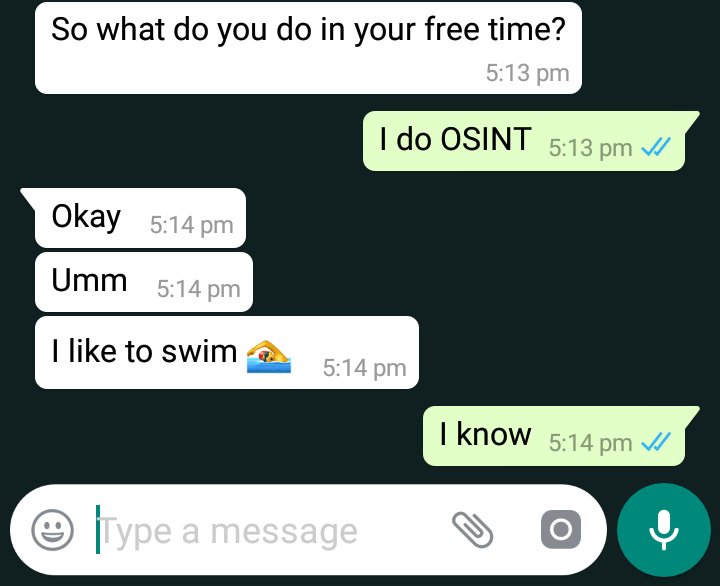 So what do you do in your free time?
5:13 pm
I do OSINT 5:13 pm
Okay 5:14 pm
Umm 5:14 pm
I like to swim 🏊 5:14 pm
I know 5:14 pm
Type a message